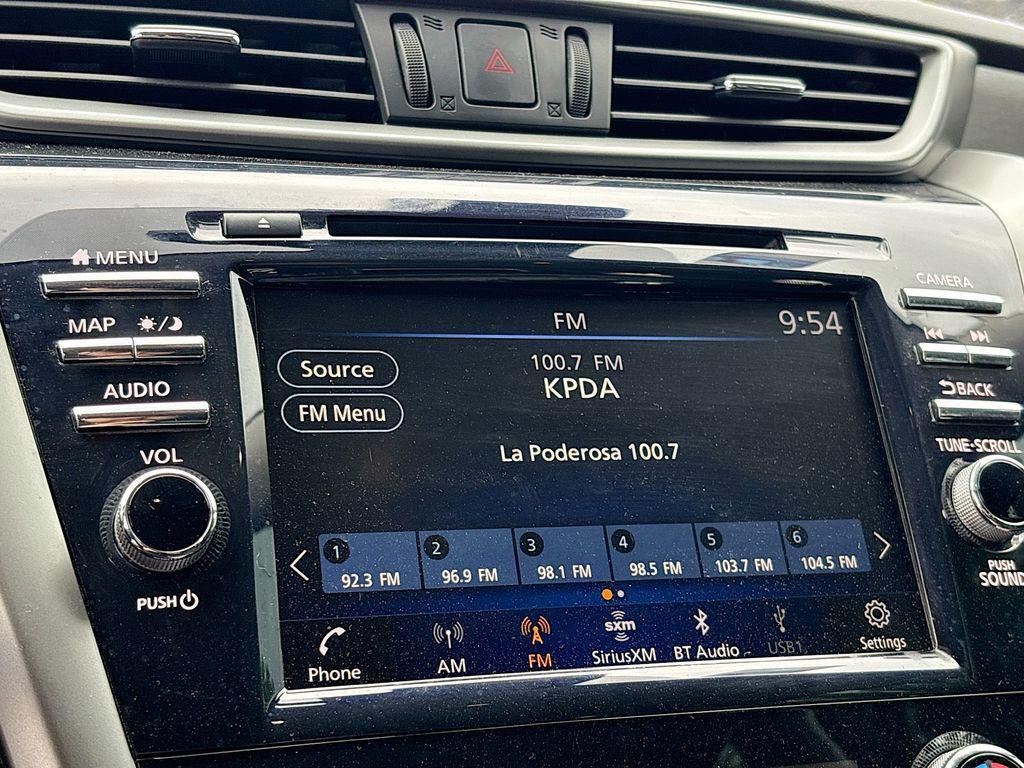 MENU
MAP
AUDIO
VOL
PUSH
FM
9:54
Source
FM Menu
100.7 FM
KPDA
La Poderosa 100.7
1
92.3 FM
2
96.9 FM
3
98.1 FM
4
98.5 FM
5
103.7 FM
6
104.5 FM
Phone
AM
FM
sxm
SiriusXM
BT Audio
USB1
Settings
CAMERA
BACK
TUNE·SCROLL
PUSH
SOUND